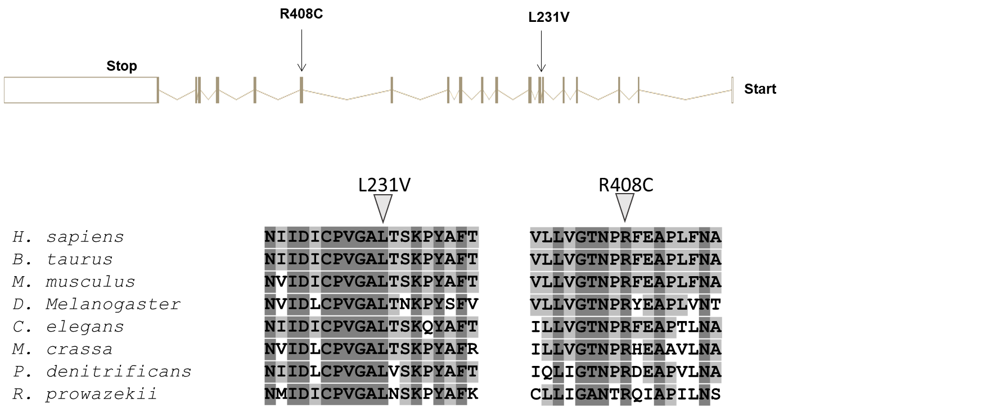 R408C
L231V
Stop
Start
L231V
R408C
H. sapiens NIIDICPVGALTSKPYAFT VLLVGTNPRFEAPLFNA
B. taurus NIIDICPVGALTSKPYAFT VLLVGTNPRFEAPLFNA
M. musculus NVIDICPVGALTSKPYAFT VLLVGTNPRFEAPLFNA
D. Melanogaster NVIDLCPVGALTNKPYSFV VLLVGTNPRYEAPLVNT
C. elegans NIIDICPVGALTSKQYAFT ILLVGTNPRFEAPTLNA
M. crassa NVIDLCPVGALTSKPYAFR ILLVGTNPRHEAAVLNA
P. denitrificans NIIDLCPVGALVSKPYAFT IQLIGTNPRDEAPVLNA
R. prowazekii NMIDICPVGALNSKPYAFK CLLIGANTRQIAPILNS